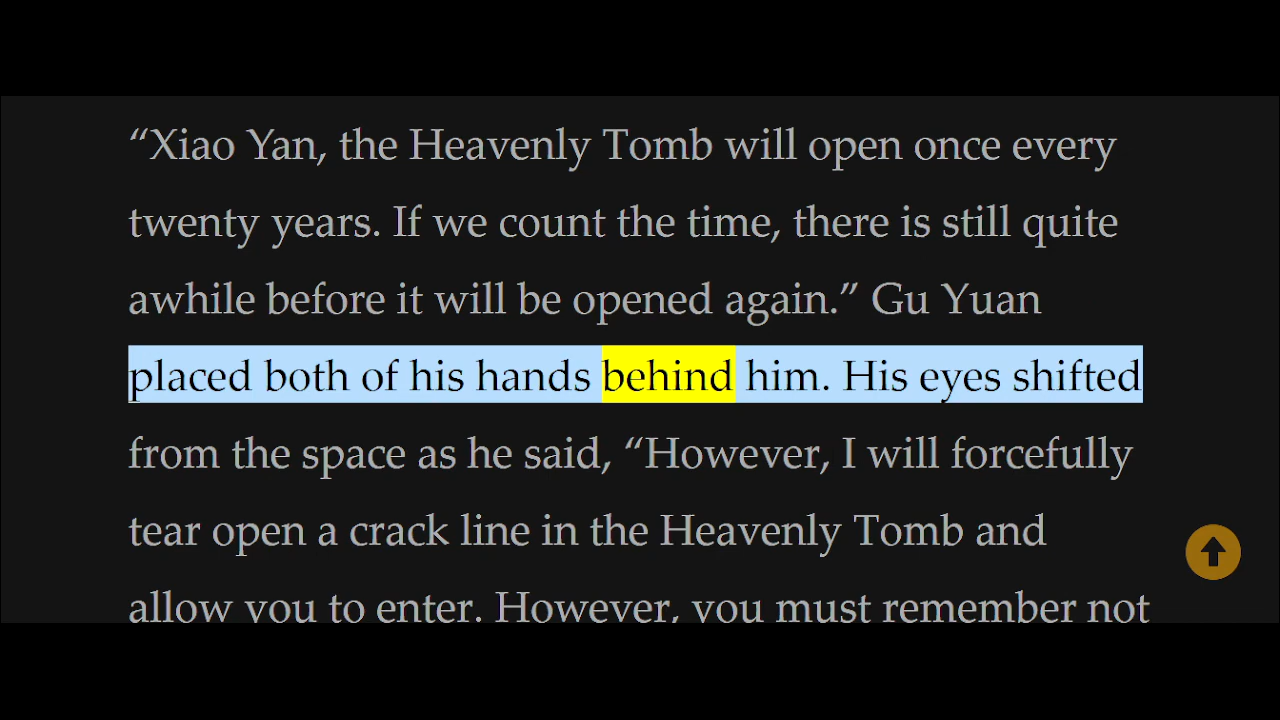 “Xiao Yan, the Heavenly Tomb will open once every
twenty years. If we count the time, there is still quite
awhile before it will be opened again.” Gu Yuan
placed both of his hands behind him. His eyes shifted
from the space as he said, “However, I will forcefully
tear open a crack line in the Heavenly Tomb and
allow you to enter. However, you must remember not